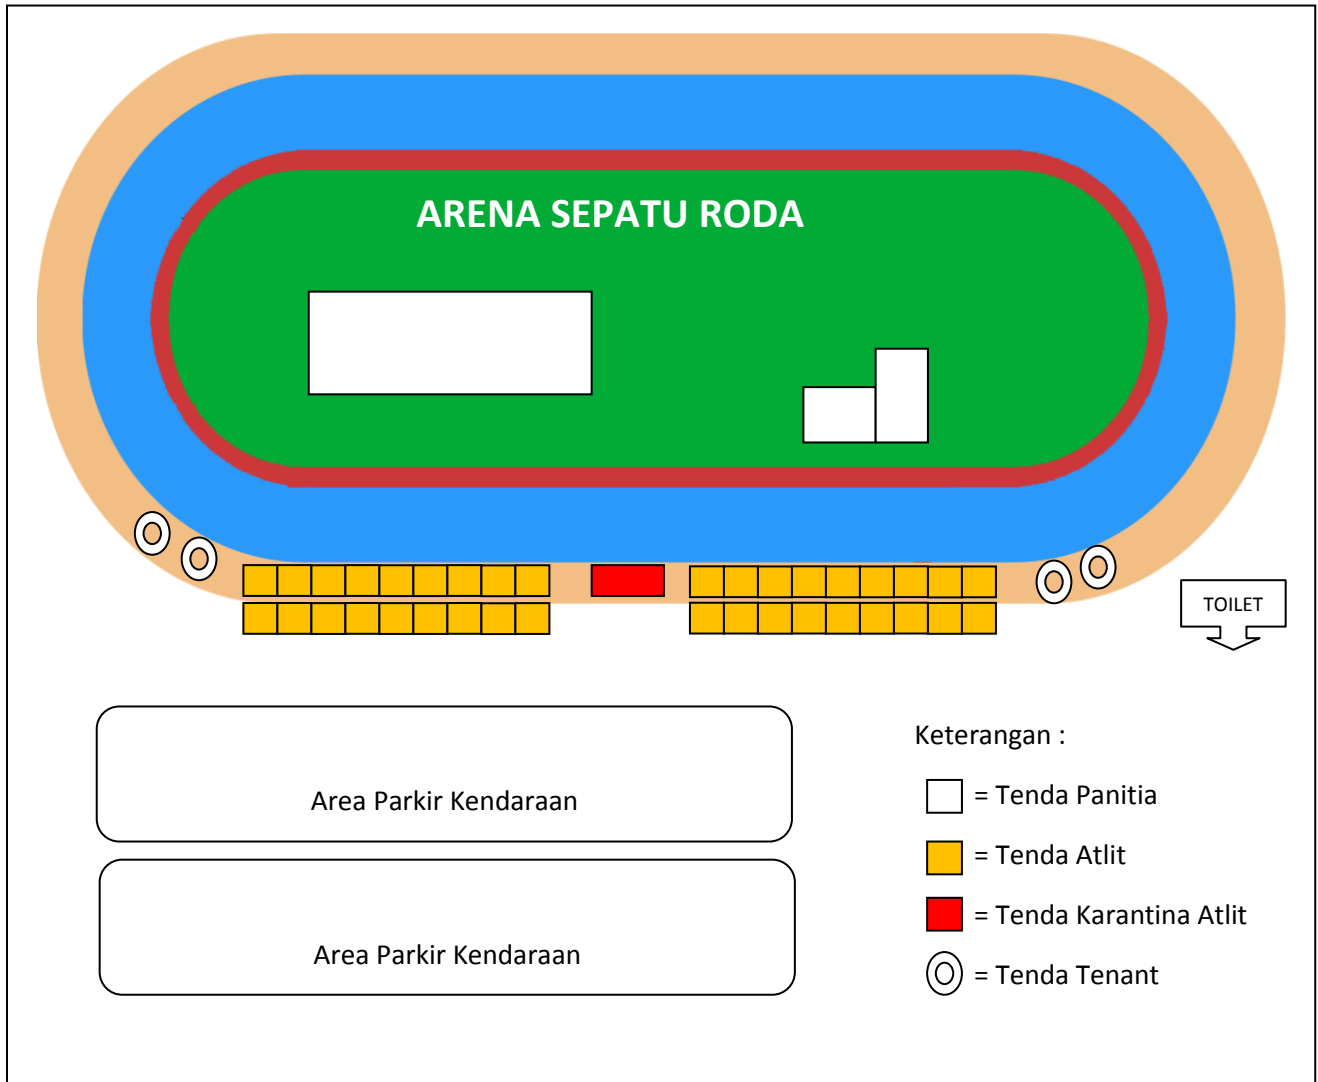 ARENA SEPATU RODA
TOILET
Area Parkir Kendaraan
Area Parkir Kendaraan
Keterangan :
= Tenda Panitia
= Tenda Atlit
= Tenda Karantina Atlit
= Tenda Tenant